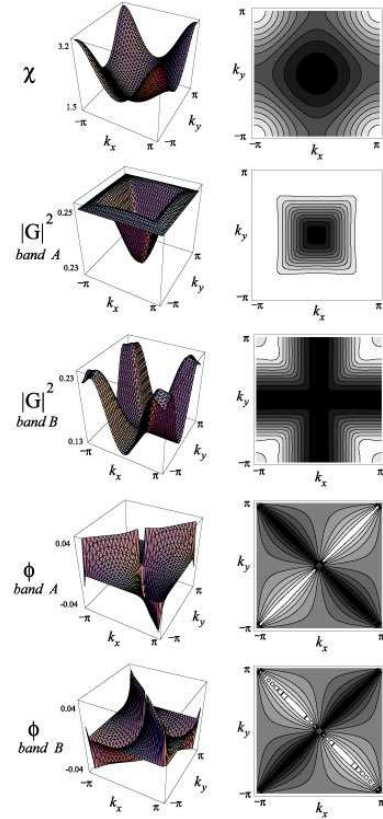 3.2
π
χ
k_y
k_y
1.5
π
-π
-π
k_x
π
-π
-π
k_x
π
π
0.25
π
|G|²
k_y
k_y
band A
0.23
π
-π
-π
k_x
π
-π
-π
k_x
π
π
0.23
π
|G|²
k_y
k_y
band B
0.13
π
-π
-π
k_x
π
-π
-π
k_x
π
π
0.04
π
ϕ
k_y
band A
π
-0.04
k_y
-π
-π
k_x
π
-π
-π
k_x
π
π
0.04
π
ϕ
k_y
band B
π
-0.04
k_y
-π
-π
k_x
π
-π
-π
k_x
π